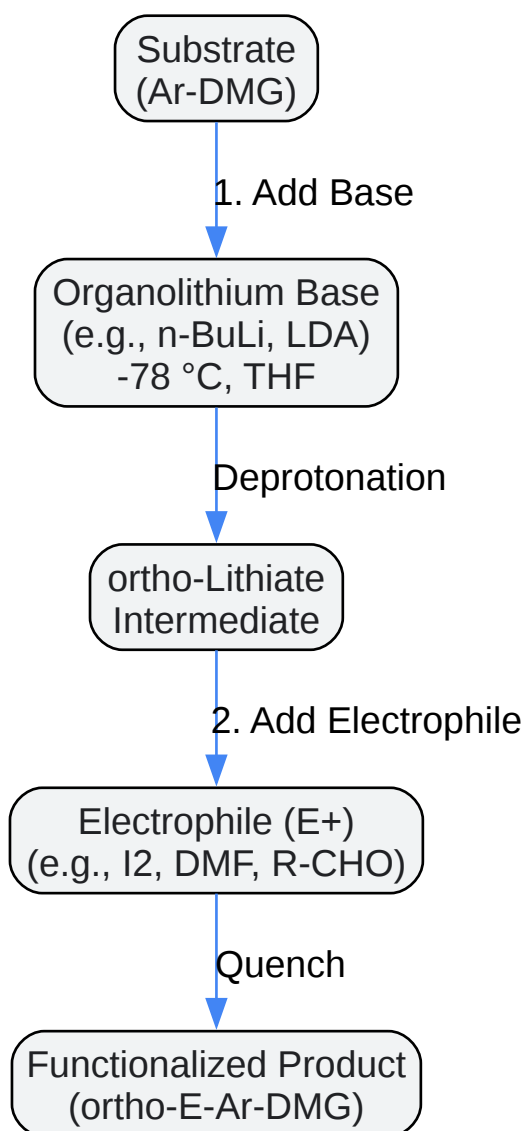 Substrate
(Ar-DMG)
1. Add Base
Organolithium Base
(e.g., n-BuLi, LDA)
-78 °C, THF
Deprotonation
ortho-Lithiate
Intermediate
2. Add Electrophile
Electrophile (E+)
(e.g., I2, DMF, R-CHO)
Quench
Functionalized Product
(ortho-E-Ar-DMG)